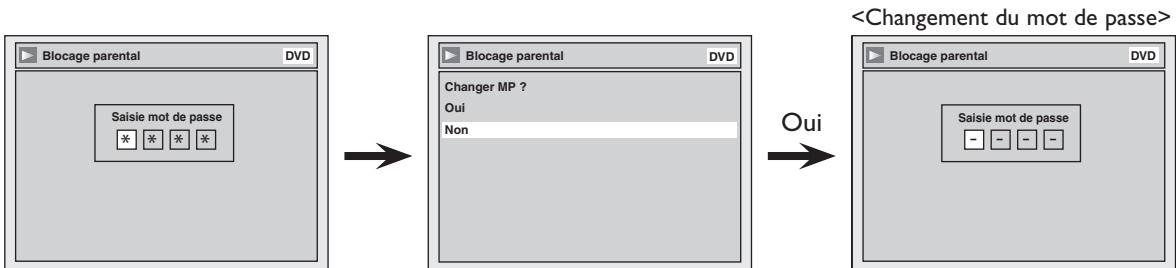 <Changement du mot de passe>
Blocage parental DVD
Saisie mot de passe
* * * *
Blocage parental DVD
Changer MP ?
Oui
Non
Oui
Blocage parental DVD
Saisie mot de passe
- - - -